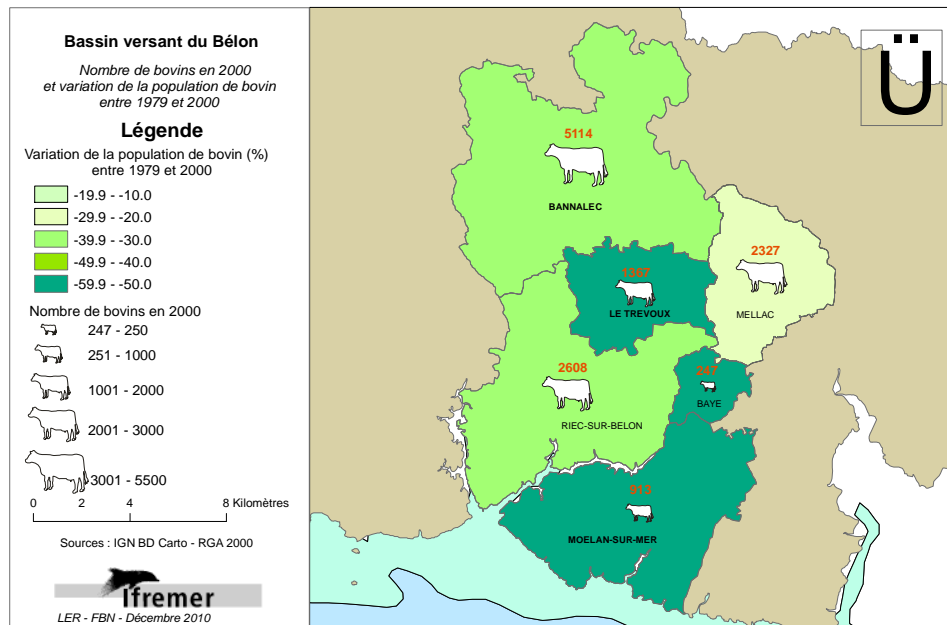 Bassin versant du Bélon
Nombre de bovins en 2000
et variation de la population de bovin
entre 1979 et 2000
Légende
Variation de la population de bovin (%)
entre 1979 et 2000
-19.9 - -10.0
-29.9 - -20.0
-39.9 - -30.0
-49.9 - -40.0
-59.9 - -50.0
Nombre de bovins en 2000
247 - 250
251 - 1000
1001 - 2000
2001 - 3000
3001 - 5500
0 2 4 8 Kilomètres
Sources : IGN BD Carto - RGA 2000
Ifremer
LER - FBN - Décembre 2010
Ü
5114
BANNALEC
2327
MELLAC
1367
LE TREVOUX
2608
RIEC-SUR-BELON
247
BAYE
913
MOELAN-SUR-MER